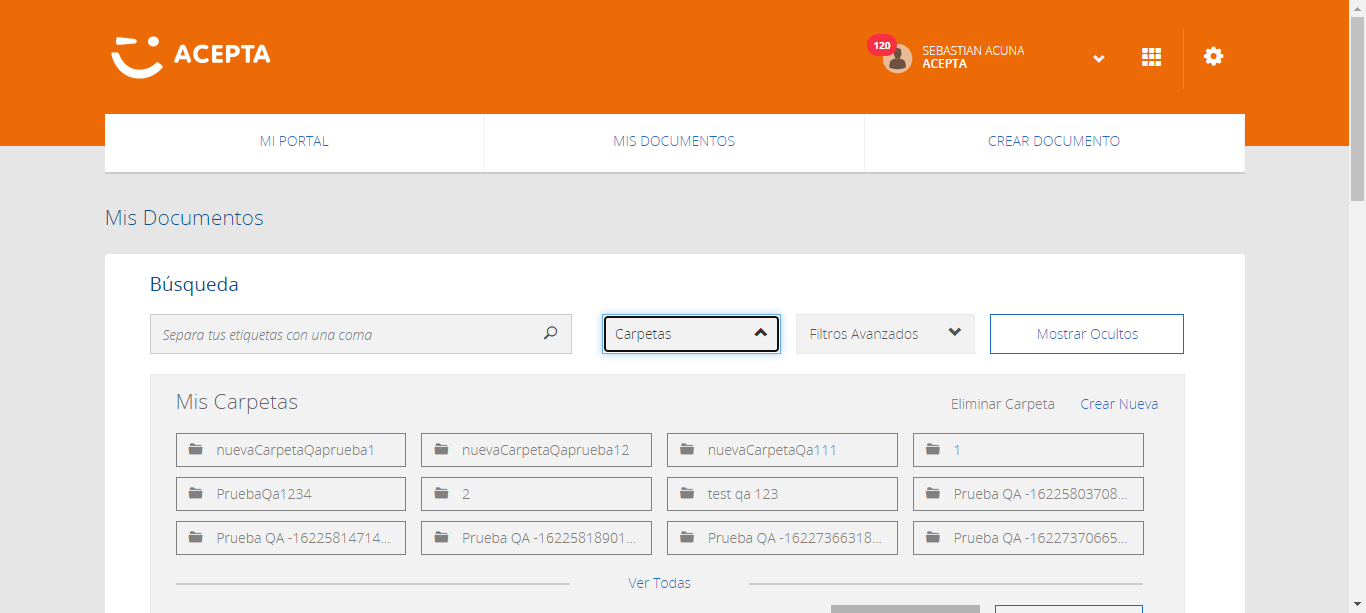 ACEPTA
120
SEBASTIAN ACUNA
ACEPTA
MI PORTAL
MIS DOCUMENTOS
CREAR DOCUMENTO
Mis Documentos
Búsqueda
Separa tus etiquetas con una coma
Carpetas
Filtros Avanzados
Mostrar Ocultos
Mis Carpetas
Eliminar Carpeta
Crear Nueva
nuevaCarpetaQaprueba1
nuevaCarpetaQaprueba12
nuevaCarpetaQa111
1
PruebaQa1234
2
test qa 123
Prueba QA -16225803708...
Prueba QA -16225814714...
Prueba QA -16225818901...
Prueba QA -16227366318...
Prueba QA -16227370665...
Ver Todas